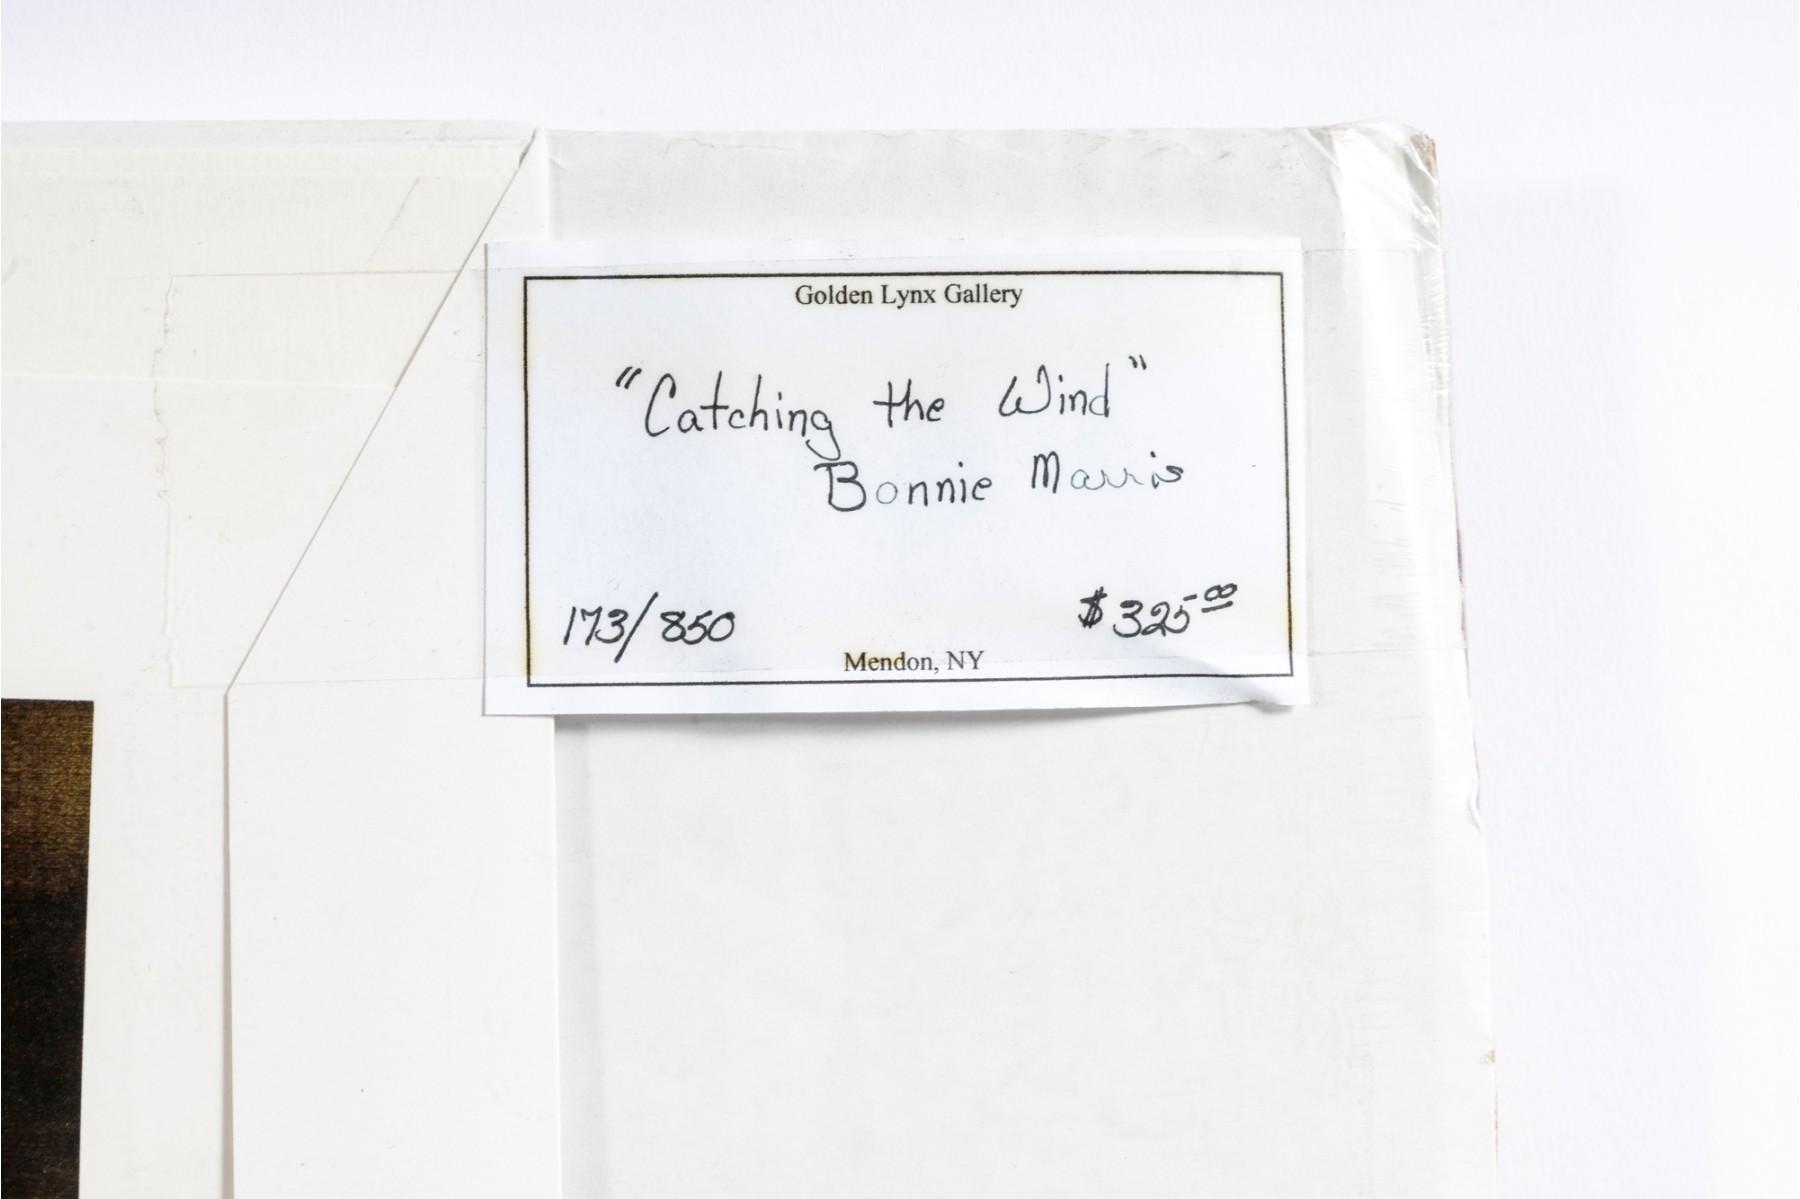 Golden Lynx Gallery
"Catching the Wind"
Bonnie Marris
173/850 $325.00
Mendon, NY